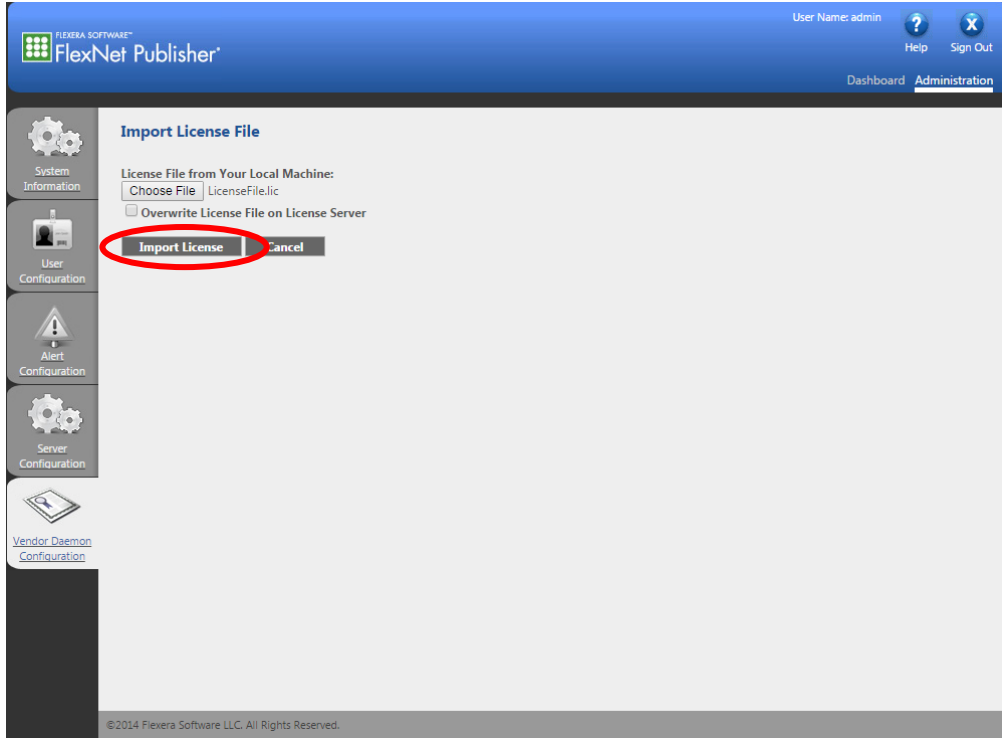 User Name: admin
?
X
FLEXERA SOFTWARE™
FlexNet Publisher®
Help
Sign Out
Dashboard
Administration
System
Information
User
Configuration
Alert
Configuration
Server
Configuration
Vendor Daemon
Configuration
Import License File
License File from Your Local Machine:
Choose File LicenseFile.lic
Overwrite License File on License Server
Import License
Cancel
©2014 Flexera Software LLC. All Rights Reserved.